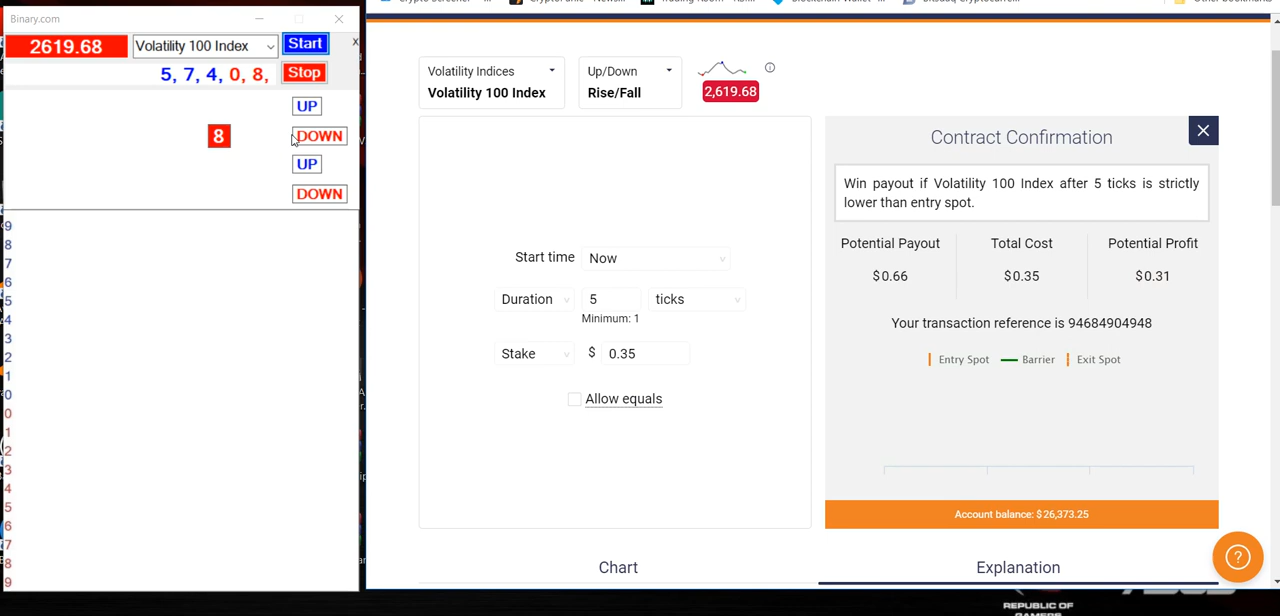 Binary.com
2619.68 Volatility 100 Index Start x
5, 7, 4, 0, 8, Stop
UP
8 DOWN
UP
DOWN
9
8
7
6
5
4
3
2
1
0
0
1
2
3
4
5
6
7
8
9
Volatility Indices
Volatility 100 Index
Up/Down
Rise/Fall
2,619.68
Start time Now
Duration 5 ticks
Minimum: 1
Stake $ 0.35
Allow equals
Contract Confirmation
Win payout if Volatility 100 Index after 5 ticks is strictly
lower than entry spot.
Potential Payout Total Cost Potential Profit
$0.66 $0.35 $0.31
Your transaction reference is 94684904948
Entry Spot Barrier Exit Spot
Account balance: $26,373.25
?
Chart Explanation
REPUBLIC OF